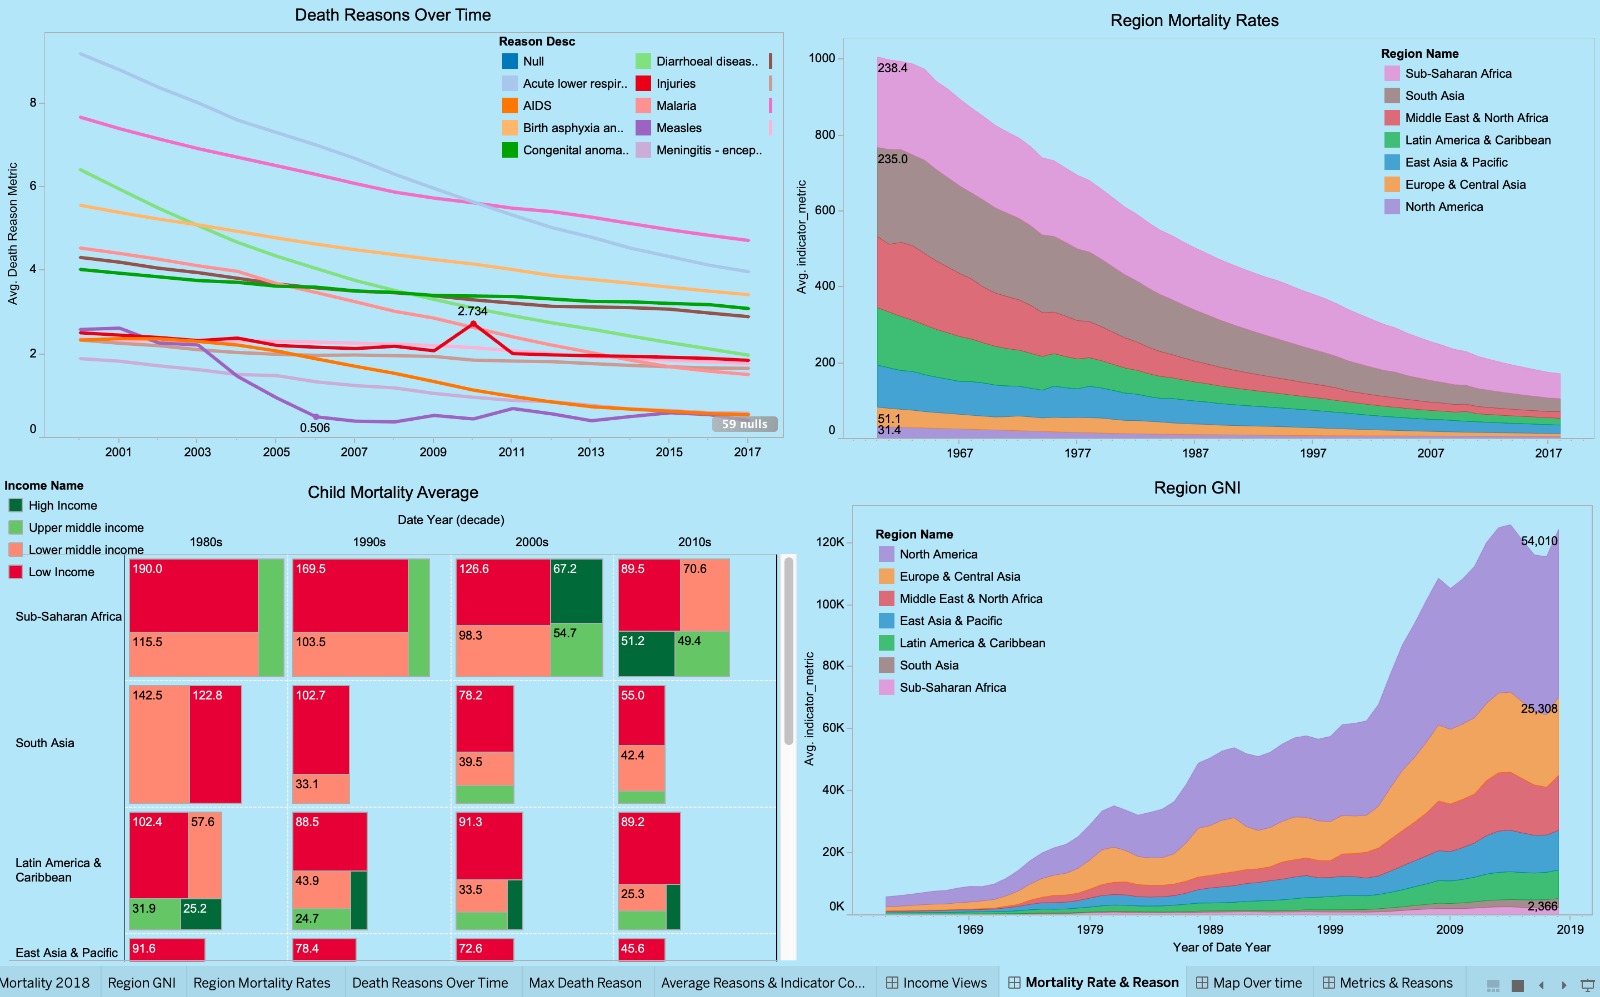 Death Reasons Over Time
Reason Desc
Null
Acute lower respir..
AIDS
Birth asphyxia an..
Congenital anoma..
Diarrhoeal diseas..
Injuries
Malaria
Measles
Meningitis - encep..
Avg. Death Reason Metric
8
6
4
2
0
2.734
0.506
59 nulls
2001 2003 2005 2007 2009 2011 2013 2015 2017
Region Mortality Rates
Region Name
Sub-Saharan Africa
South Asia
Middle East & North Africa
Latin America & Caribbean
East Asia & Pacific
Europe & Central Asia
North America
Avg. indicator_metric
1000
800
600
400
200
0
238.4
235.0
51.1
31.4
1967 1977 1987 1997 2007 2017
Income Name
High Income
Upper middle income
Lower middle income
Low Income
Child Mortality Average
Date Year (decade)
1980s 1990s 2000s 2010s
Sub-Saharan Africa
190.0 169.5 126.6 67.2 89.5 70.6
115.5 103.5 98.3 54.7 51.2 49.4
South Asia
142.5 122.8 102.7 78.2 55.0
33.1 39.5 42.4
Latin America &
Caribbean
102.4 57.6 88.5 91.3 89.2
43.9 33.5 25.3
31.9 25.2 24.7
East Asia & Pacific
91.6 78.4 72.6 45.6
Region GNI
Region Name
North America
Europe & Central Asia
Middle East & North Africa
East Asia & Pacific
Latin America & Caribbean
South Asia
Sub-Saharan Africa
Avg. indicator_metric
120K
100K
80K
60K
40K
20K
0K
54,010
25,308
2,366
1969 1979 1989 1999 2009 2019
Year of Date Year
Mortality 2018 Region GNI Region Mortality Rates Death Reasons Over Time Max Death Reason Average Reasons & Indicator Co... Income Views Mortality Rate & Reason Map Over time Metrics & Reasons